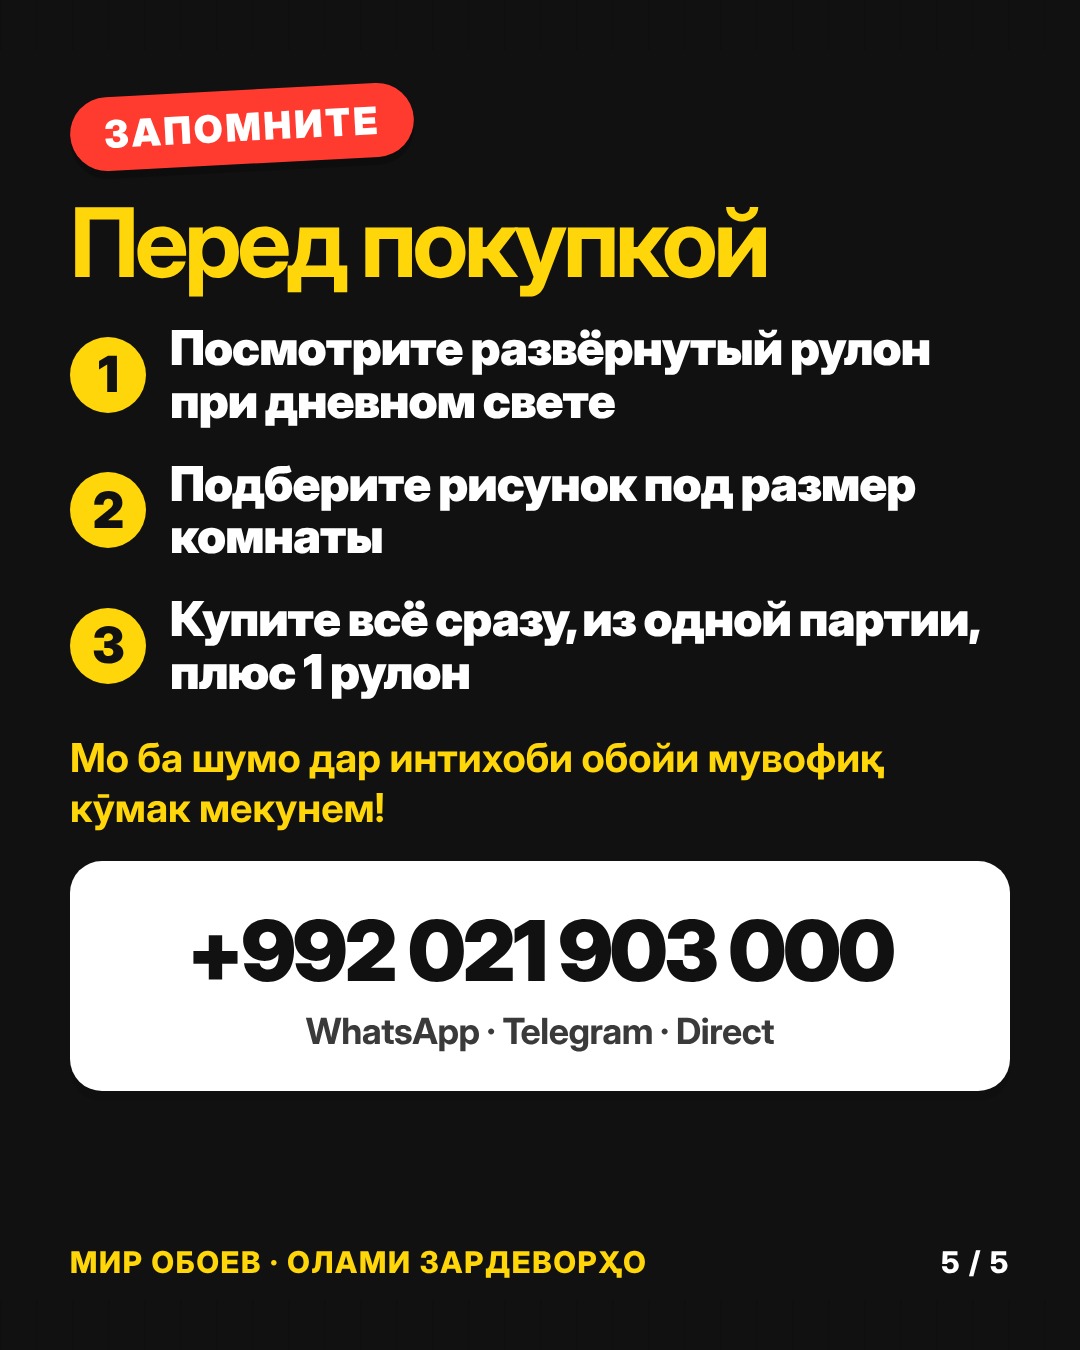 ЗАПОМНИТЕ
Перед покупкой
1
Посмотрите развёрнутый рулон
при дневном свете
2
Подберите рисунок под размер
комнаты
3
Купите всё сразу, из одной партии,
плюс 1 рулон
Мо ба шумо дар интихоби обойи мувофиқ
кӯмак мекунем!
+992 021 903 000
WhatsApp · Telegram · Direct
МИР ОБОЕВ · ОЛАМИ ЗАРДЕВОРҲО
5 / 5